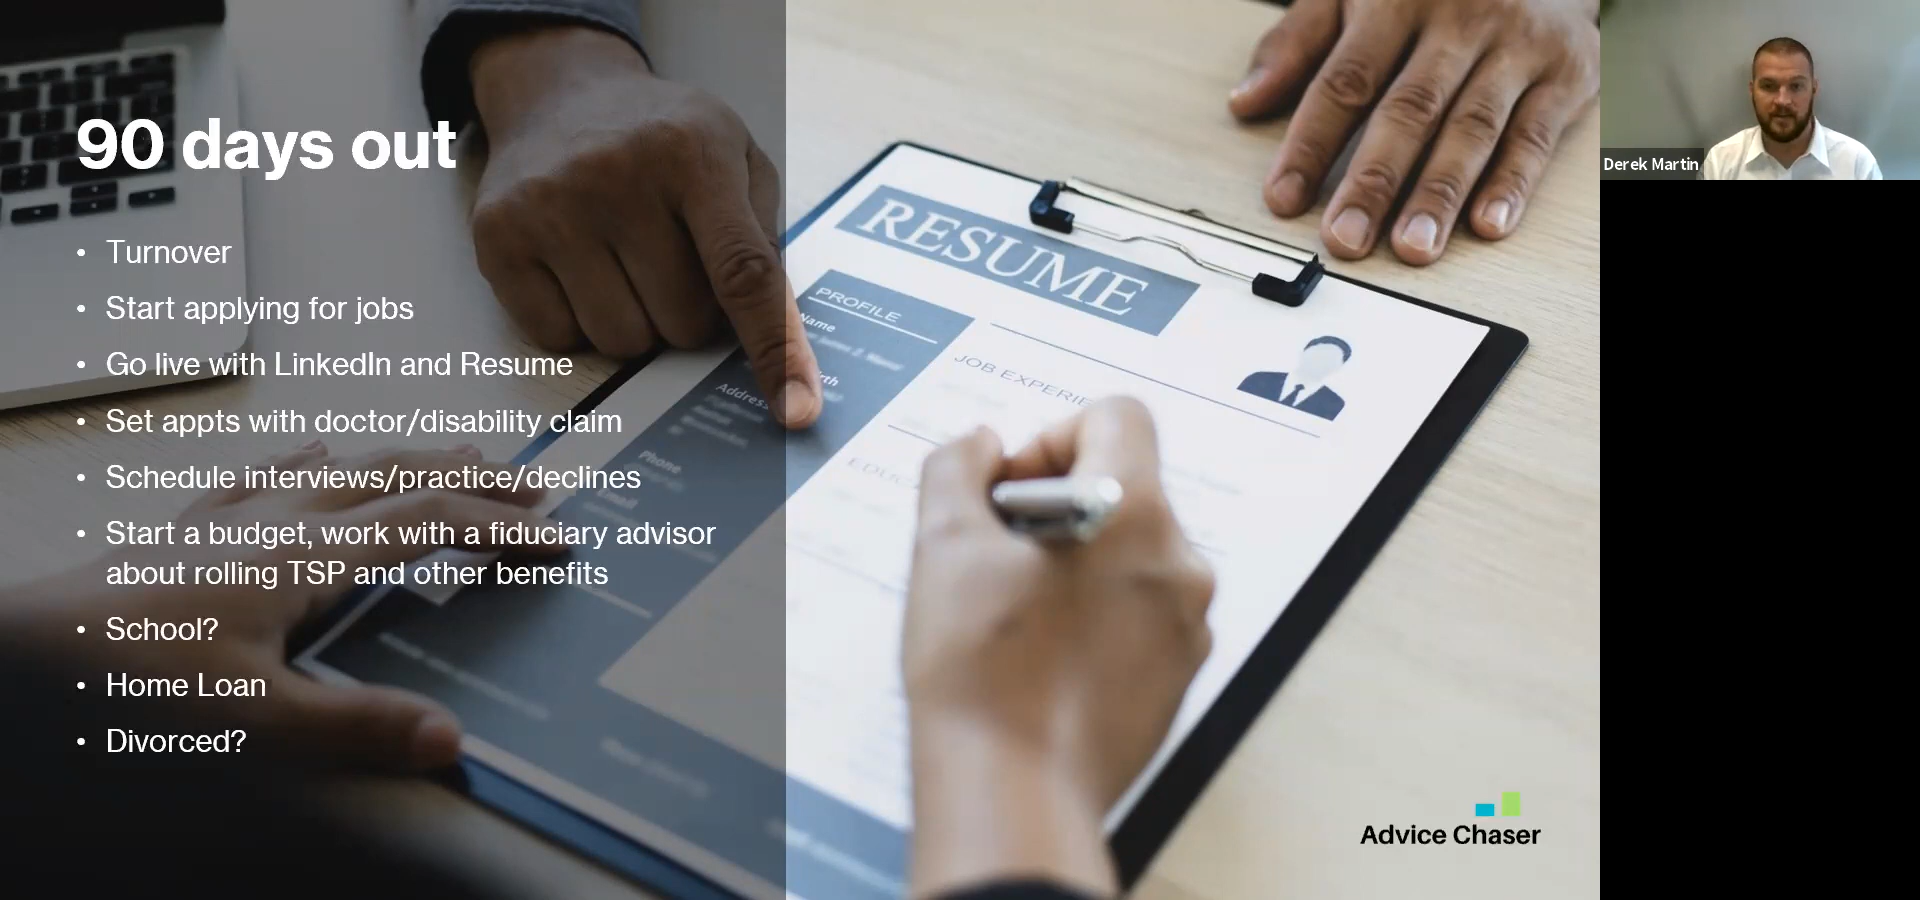 90 days out
• Turnover
• Start applying for jobs
• Go live with LinkedIn and Resume
• Set appts with doctor/disability claim
• Schedule interviews/practice/declines
• Start a budget, work with a fiduciary advisor
about rolling TSP and other benefits
• School?
• Home Loan
• Divorced?
RESUME
PROFILE
Name
Address
Phone
Email
JOB EXPERIE
EDUC
Advice Chaser
Derek Martin